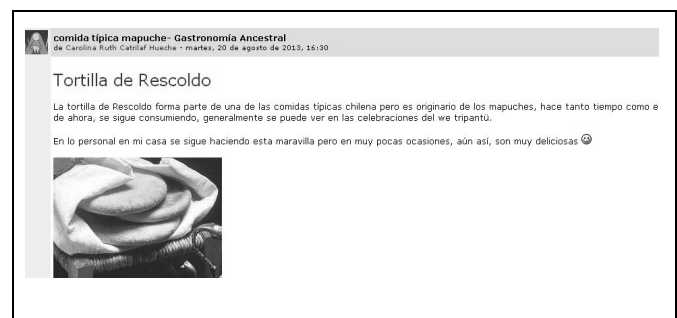 comida típica mapuche- Gastronomía Ancestral
de Carolina Ruth Catrilaf Hueche - martes, 20 de agosto de 2013, 16:30
Tortilla de Rescoldo
La tortilla de Rescoldo forma parte de una de las comidas típicas chilena pero es originario de los mapuches, hace tanto tiempo como e
de ahora, se sigue consumiendo, generalmente se puede ver en las celebraciones del we tripantü.
En lo personal en mi casa se sigue haciendo esta maravilla pero en muy pocas ocasiones, aún así, son muy deliciosas